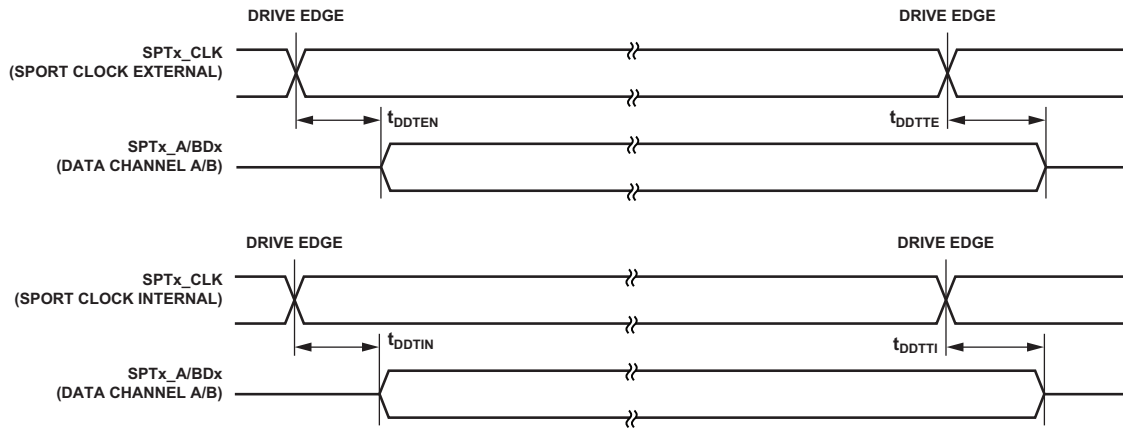 DRIVE EDGE
DRIVE EDGE
SPTx_CLK
(SPORT CLOCK EXTERNAL)
tDDTEN
tDDTTE
SPTx_A/BDx
(DATA CHANNEL A/B)
DRIVE EDGE
DRIVE EDGE
SPTx_CLK
(SPORT CLOCK INTERNAL)
tDDTIN
tDDTTI
SPTx_A/BDx
(DATA CHANNEL A/B)